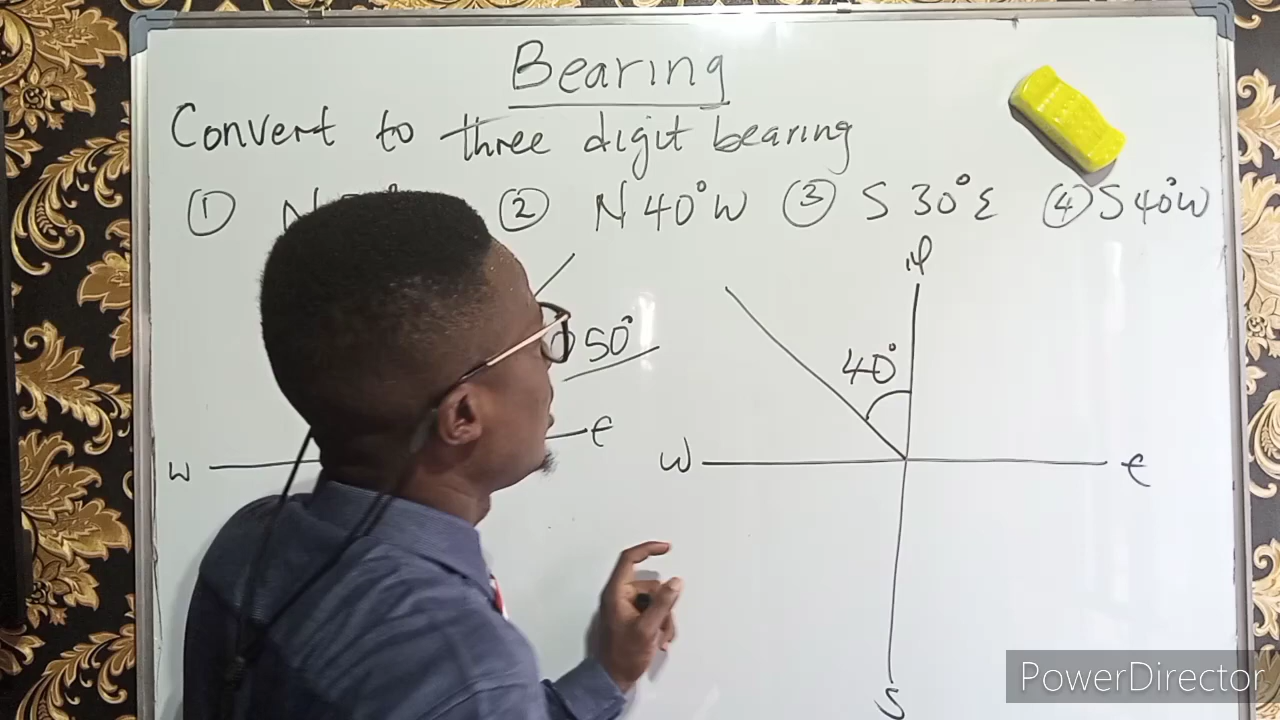 Bearing
Convert to three digit bearing
① N ② N 40° W ③ S 30° E ④ S 40° W
N
50°
40°
E
W
W
E
S
PowerDirector